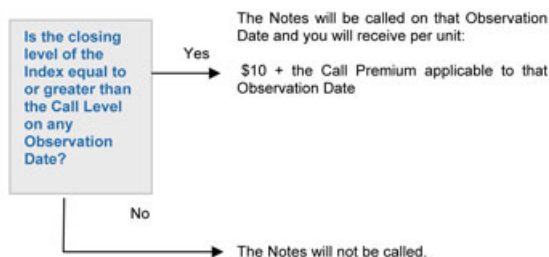 Is the closing
level of the
Index equal to
or greater than
the Call Level
on any
Observation
Date?
Yes
The Notes will be called on that Observation
Date and you will receive per unit:
$10 + the Call Premium applicable to that
Observation Date
No
The Notes will not be called.